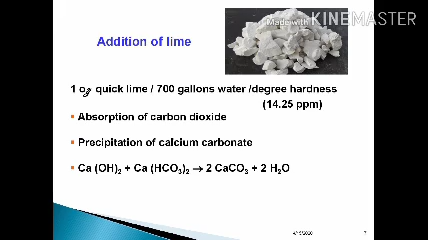 Made with KINEMASTER
Addition of lime
1 oz quick lime / 700 gallons water /degree hardness
(14.25 ppm)
▪ Absorption of carbon dioxide
▪ Precipitation of calcium carbonate
▪ Ca (OH)₂ + Ca (HCO₃)₂ → 2 CaCO₃ + 2 H₂O